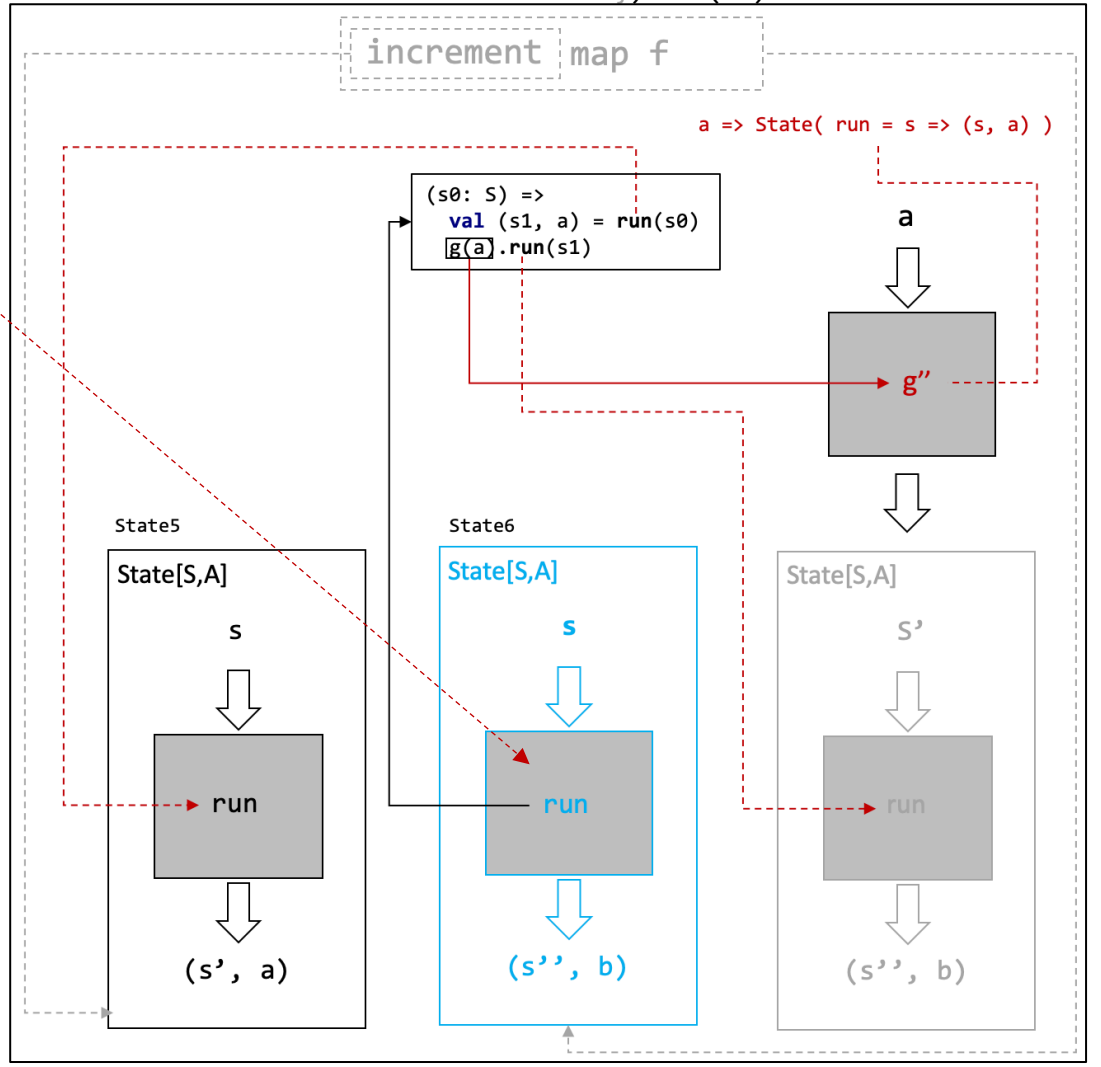 increment map f
a => State( run = s => (s, a) )
(s0: S) =>
val (s1, a) = run(s0)
g(a).run(s1)
a
g’’
State5
State6
State[S,A]
State[S,A]
State[S,A]
s
s
S’
run
run
run
(s’, a)
(s’’, b)
(s’’, b)